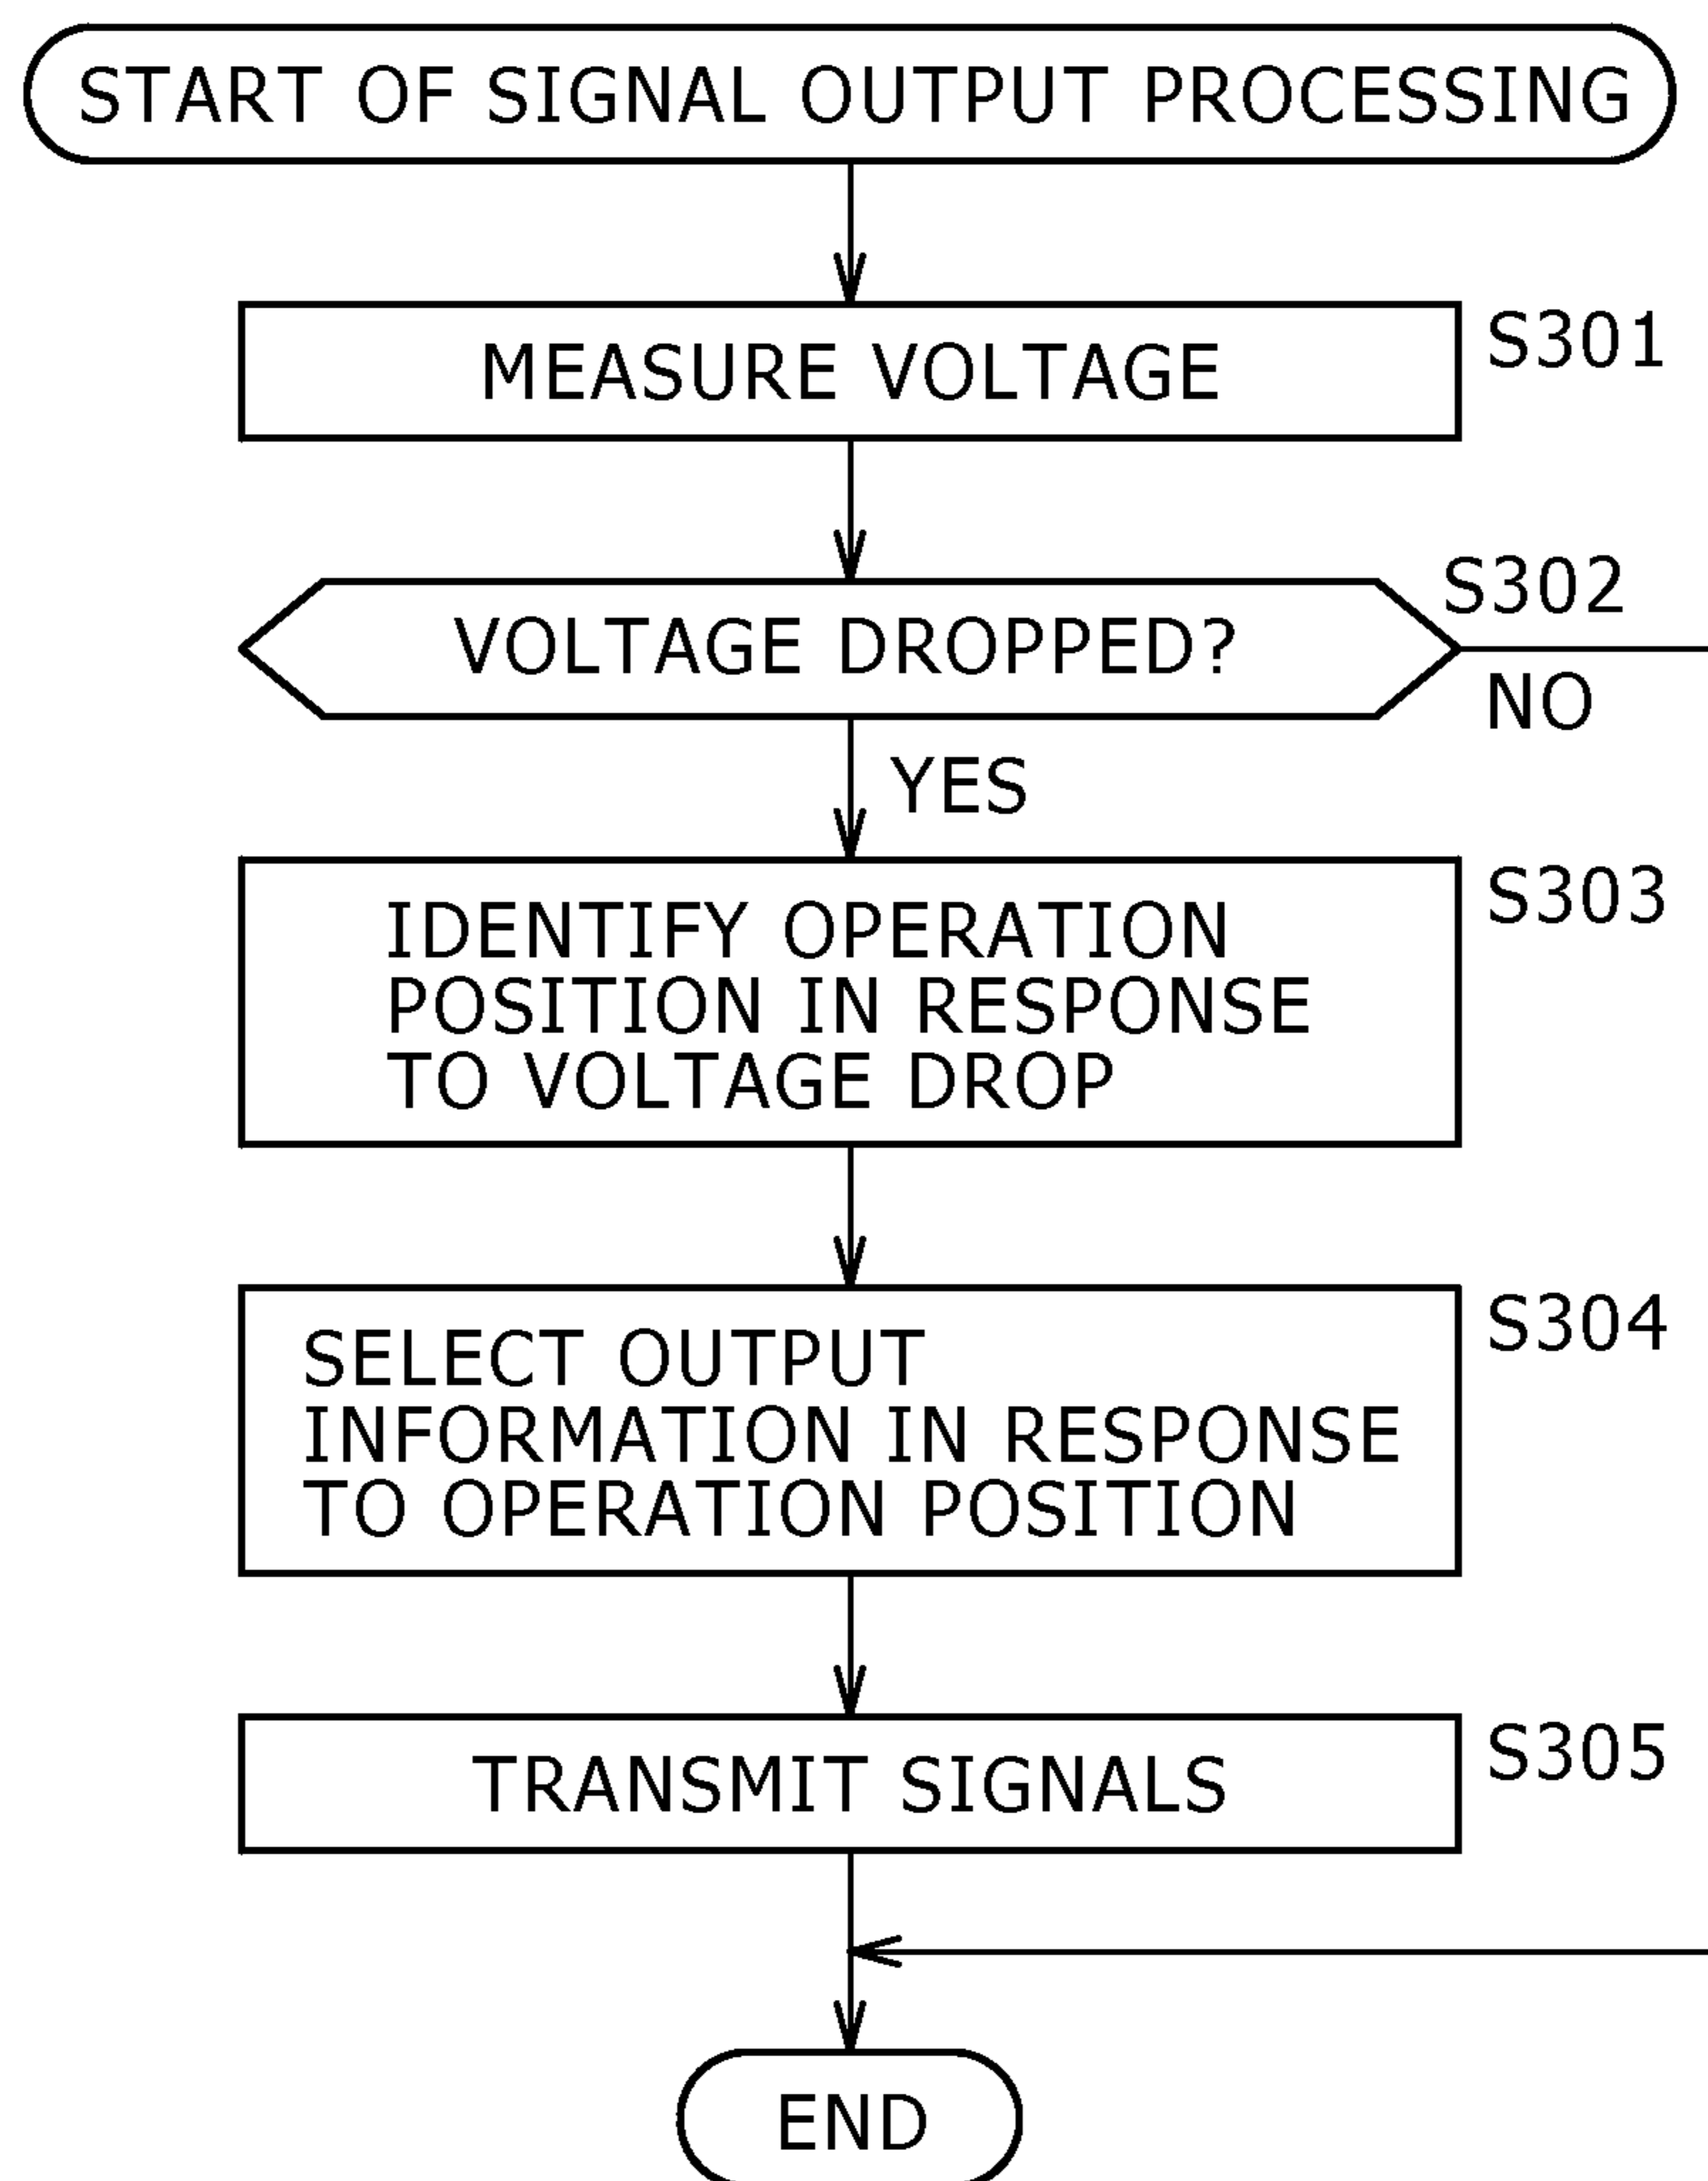 START OF SIGNAL OUTPUT PROCESSING
MEASURE VOLTAGE
S301
VOLTAGE DROPPED?
S302
NO
YES
IDENTIFY OPERATION
POSITION IN RESPONSE
TO VOLTAGE DROP
S303
SELECT OUTPUT
INFORMATION IN RESPONSE
TO OPERATION POSITION
S304
TRANSMIT SIGNALS
S305
END